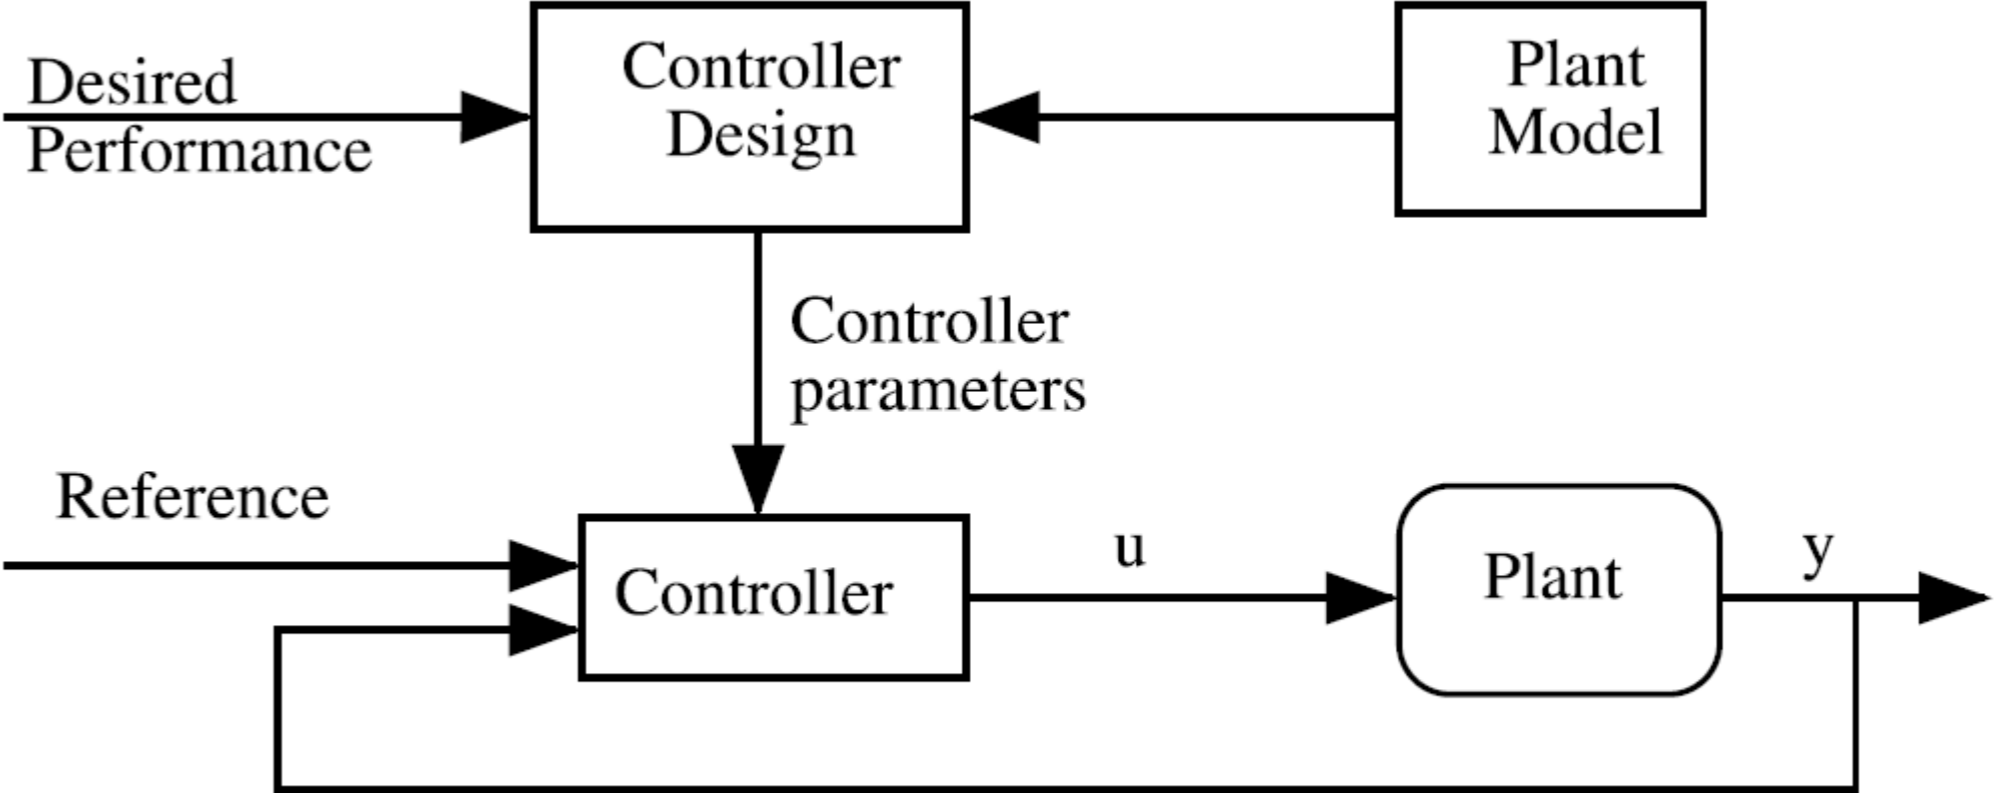 Desired
Performance
Controller
Design
Plant
Model
Controller
parameters
Reference
Controller
u
Plant
y